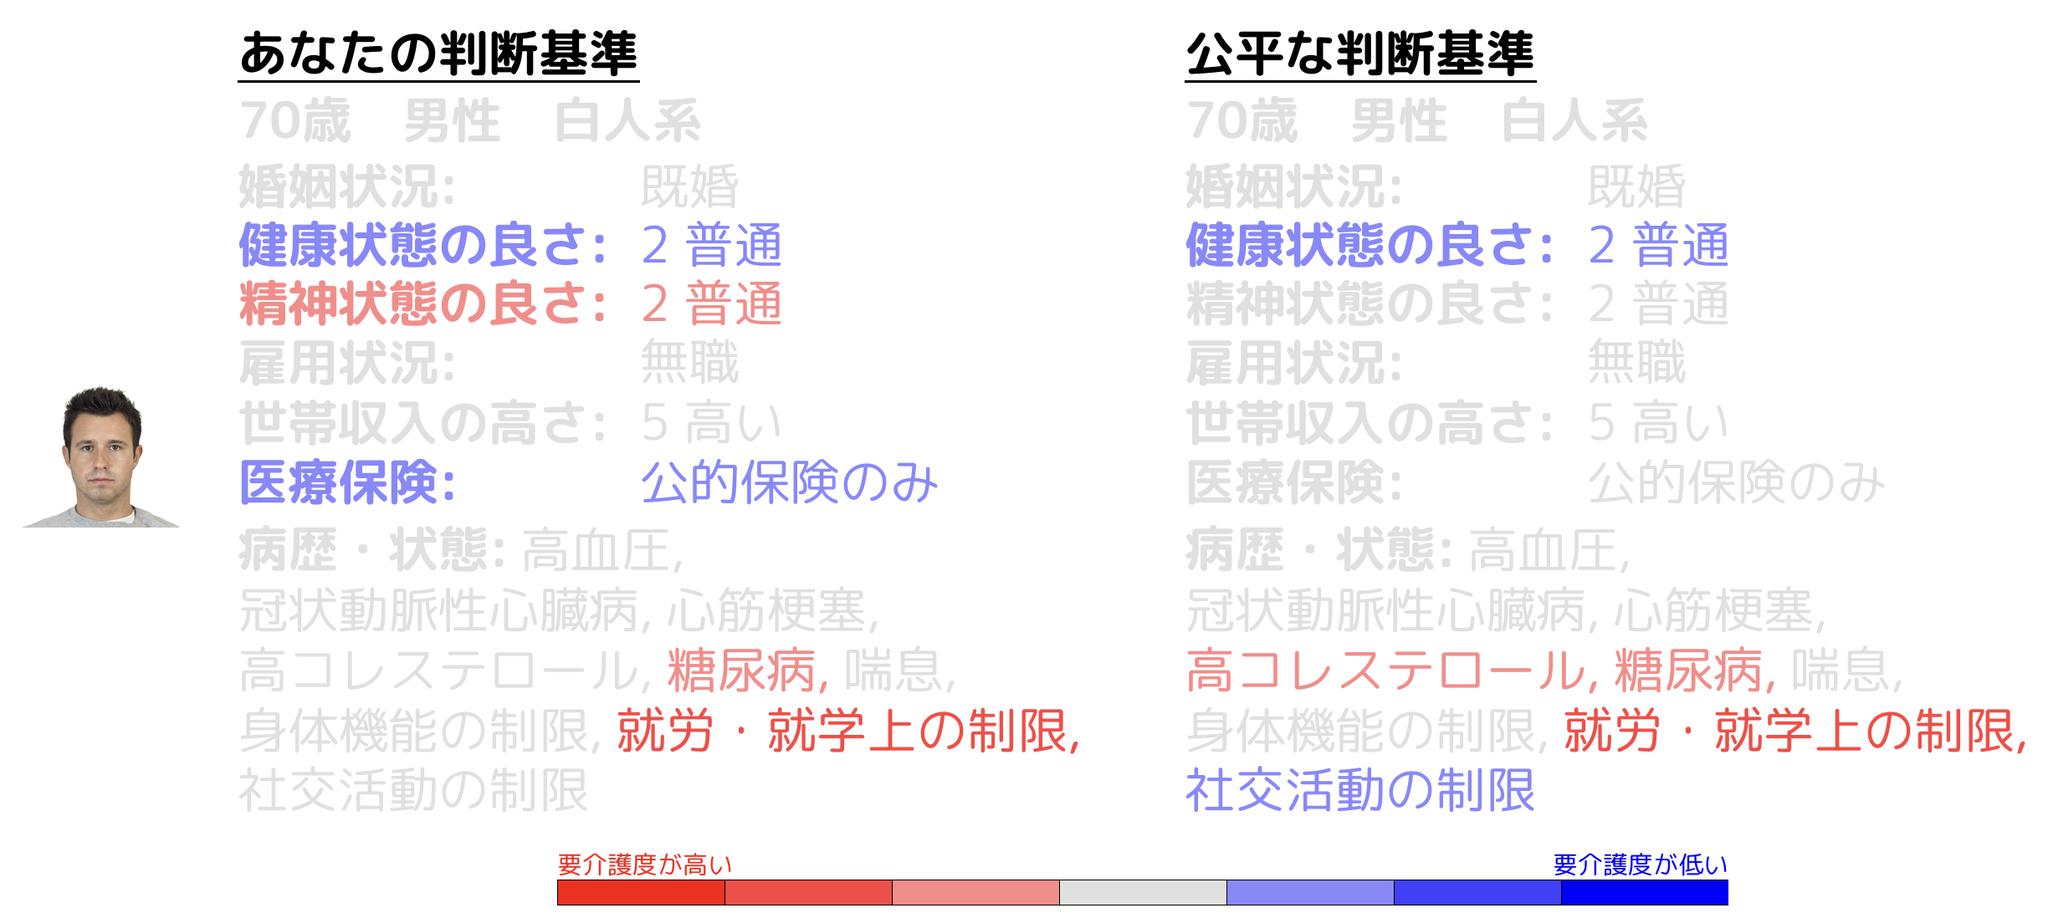 あなたの判断基準
70歳 男性 白人系
婚姻状況: 既婚
健康状態の良さ: 2 普通
精神状態の良さ: 2 普通
雇用状況: 無職
世帯収入の高さ: 5 高い
医療保険: 公的保険のみ
病歴・状態: 高血圧,
冠状動脈性心臓病, 心筋梗塞,
高コレステロール, 糖尿病, 喘息,
身体機能の制限, 就労・就学上の制限,
社交活動の制限
公平な判断基準
70歳 男性 白人系
婚姻状況: 既婚
健康状態の良さ: 2 普通
精神状態の良さ: 2 普通
雇用状況: 無職
世帯収入の高さ: 5 高い
医療保険: 公的保険のみ
病歴・状態: 高血圧,
冠状動脈性心臓病, 心筋梗塞,
高コレステロール, 糖尿病, 喘息,
身体機能の制限, 就労・就学上の制限,
社交活動の制限
要介護度が高い
要介護度が低い